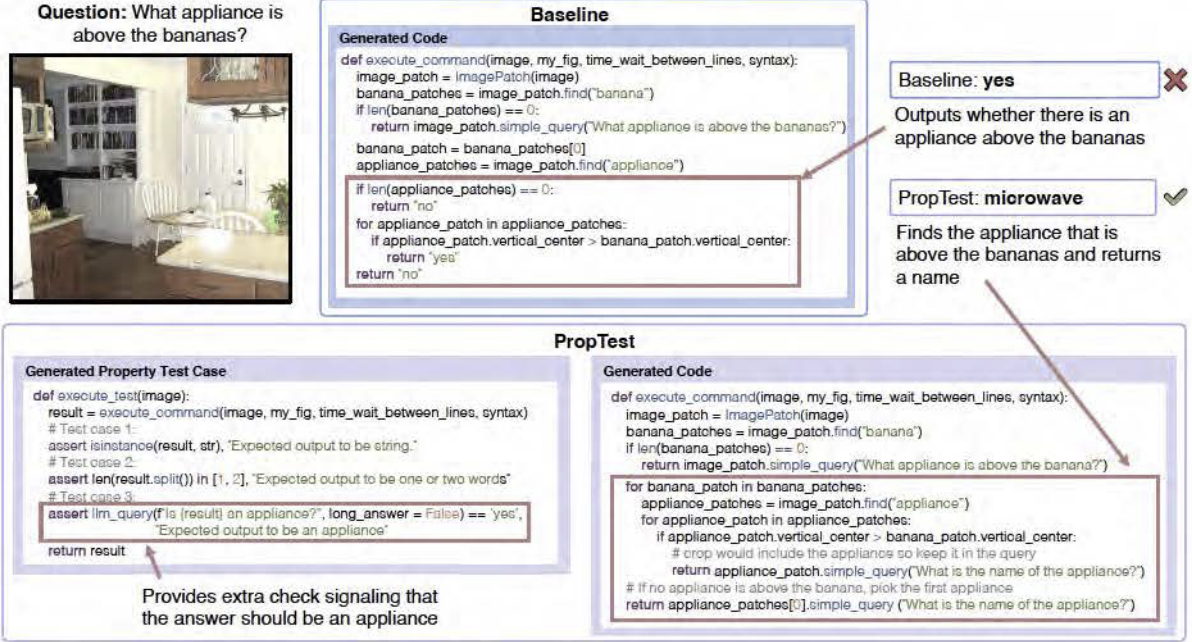 Question: What appliance is
above the bananas?
Baseline
Generated Code
def execute_command(image, my_fig, time_wait_between_lines, syntax):
image_patch = ImagePatch(image)
banana_patches = image_patch.find("banana")
if len(banana_patches) == 0:
return image_patch.simple_query("What appliance is above the bananas?")
banana_patch = banana_patches[0]
appliance_patches = image_patch.find("appliance")
if len(appliance_patches) == 0:
return "no"
for appliance_patch in appliance_patches:
if appliance_patch.vertical_center > banana_patch.vertical_center:
return "yes"
return "no"
Baseline: yes
Outputs whether there is an
appliance above the bananas
PropTest: microwave
Finds the appliance that is
above the bananas and returns
a name
PropTest
Generated Property Test Case
def execute_test(image):
result = execute_command(image, my_fig, time_wait_between_lines, syntax)
# Test case 1:
assert isinstance(result, str), "Expected output to be string."
# Test case 2:
assert len(result.split()) in [1, 2], "Expected output to be one or two words"
# Test case 3:
assert llm_query(f"Is {result} an appliance?", long_answer = False) == 'yes',
"Expected output to be an appliance"
return result
Provides extra check signaling that
the answer should be an appliance
Generated Code
def execute_command(image, my_fig, time_wait_between_lines, syntax):
image_patch = ImagePatch(image)
banana_patches = image_patch.find("banana")
if len(banana_patches) == 0:
return image_patch.simple_query("What appliance is above the banana?")
for banana_patch in banana_patches:
appliance_patches = image_patch.find("appliance")
for appliance_patch in appliance_patches:
if appliance_patch.vertical_center > banana_patch.vertical_center:
# crop would include the appliance so keep it in the query
return appliance_patch.simple_query("What is the name of the appliance?")
# If no appliance is above the banana, pick the first appliance
return appliance_patches[0].simple_query ("What is the name of the appliance?")